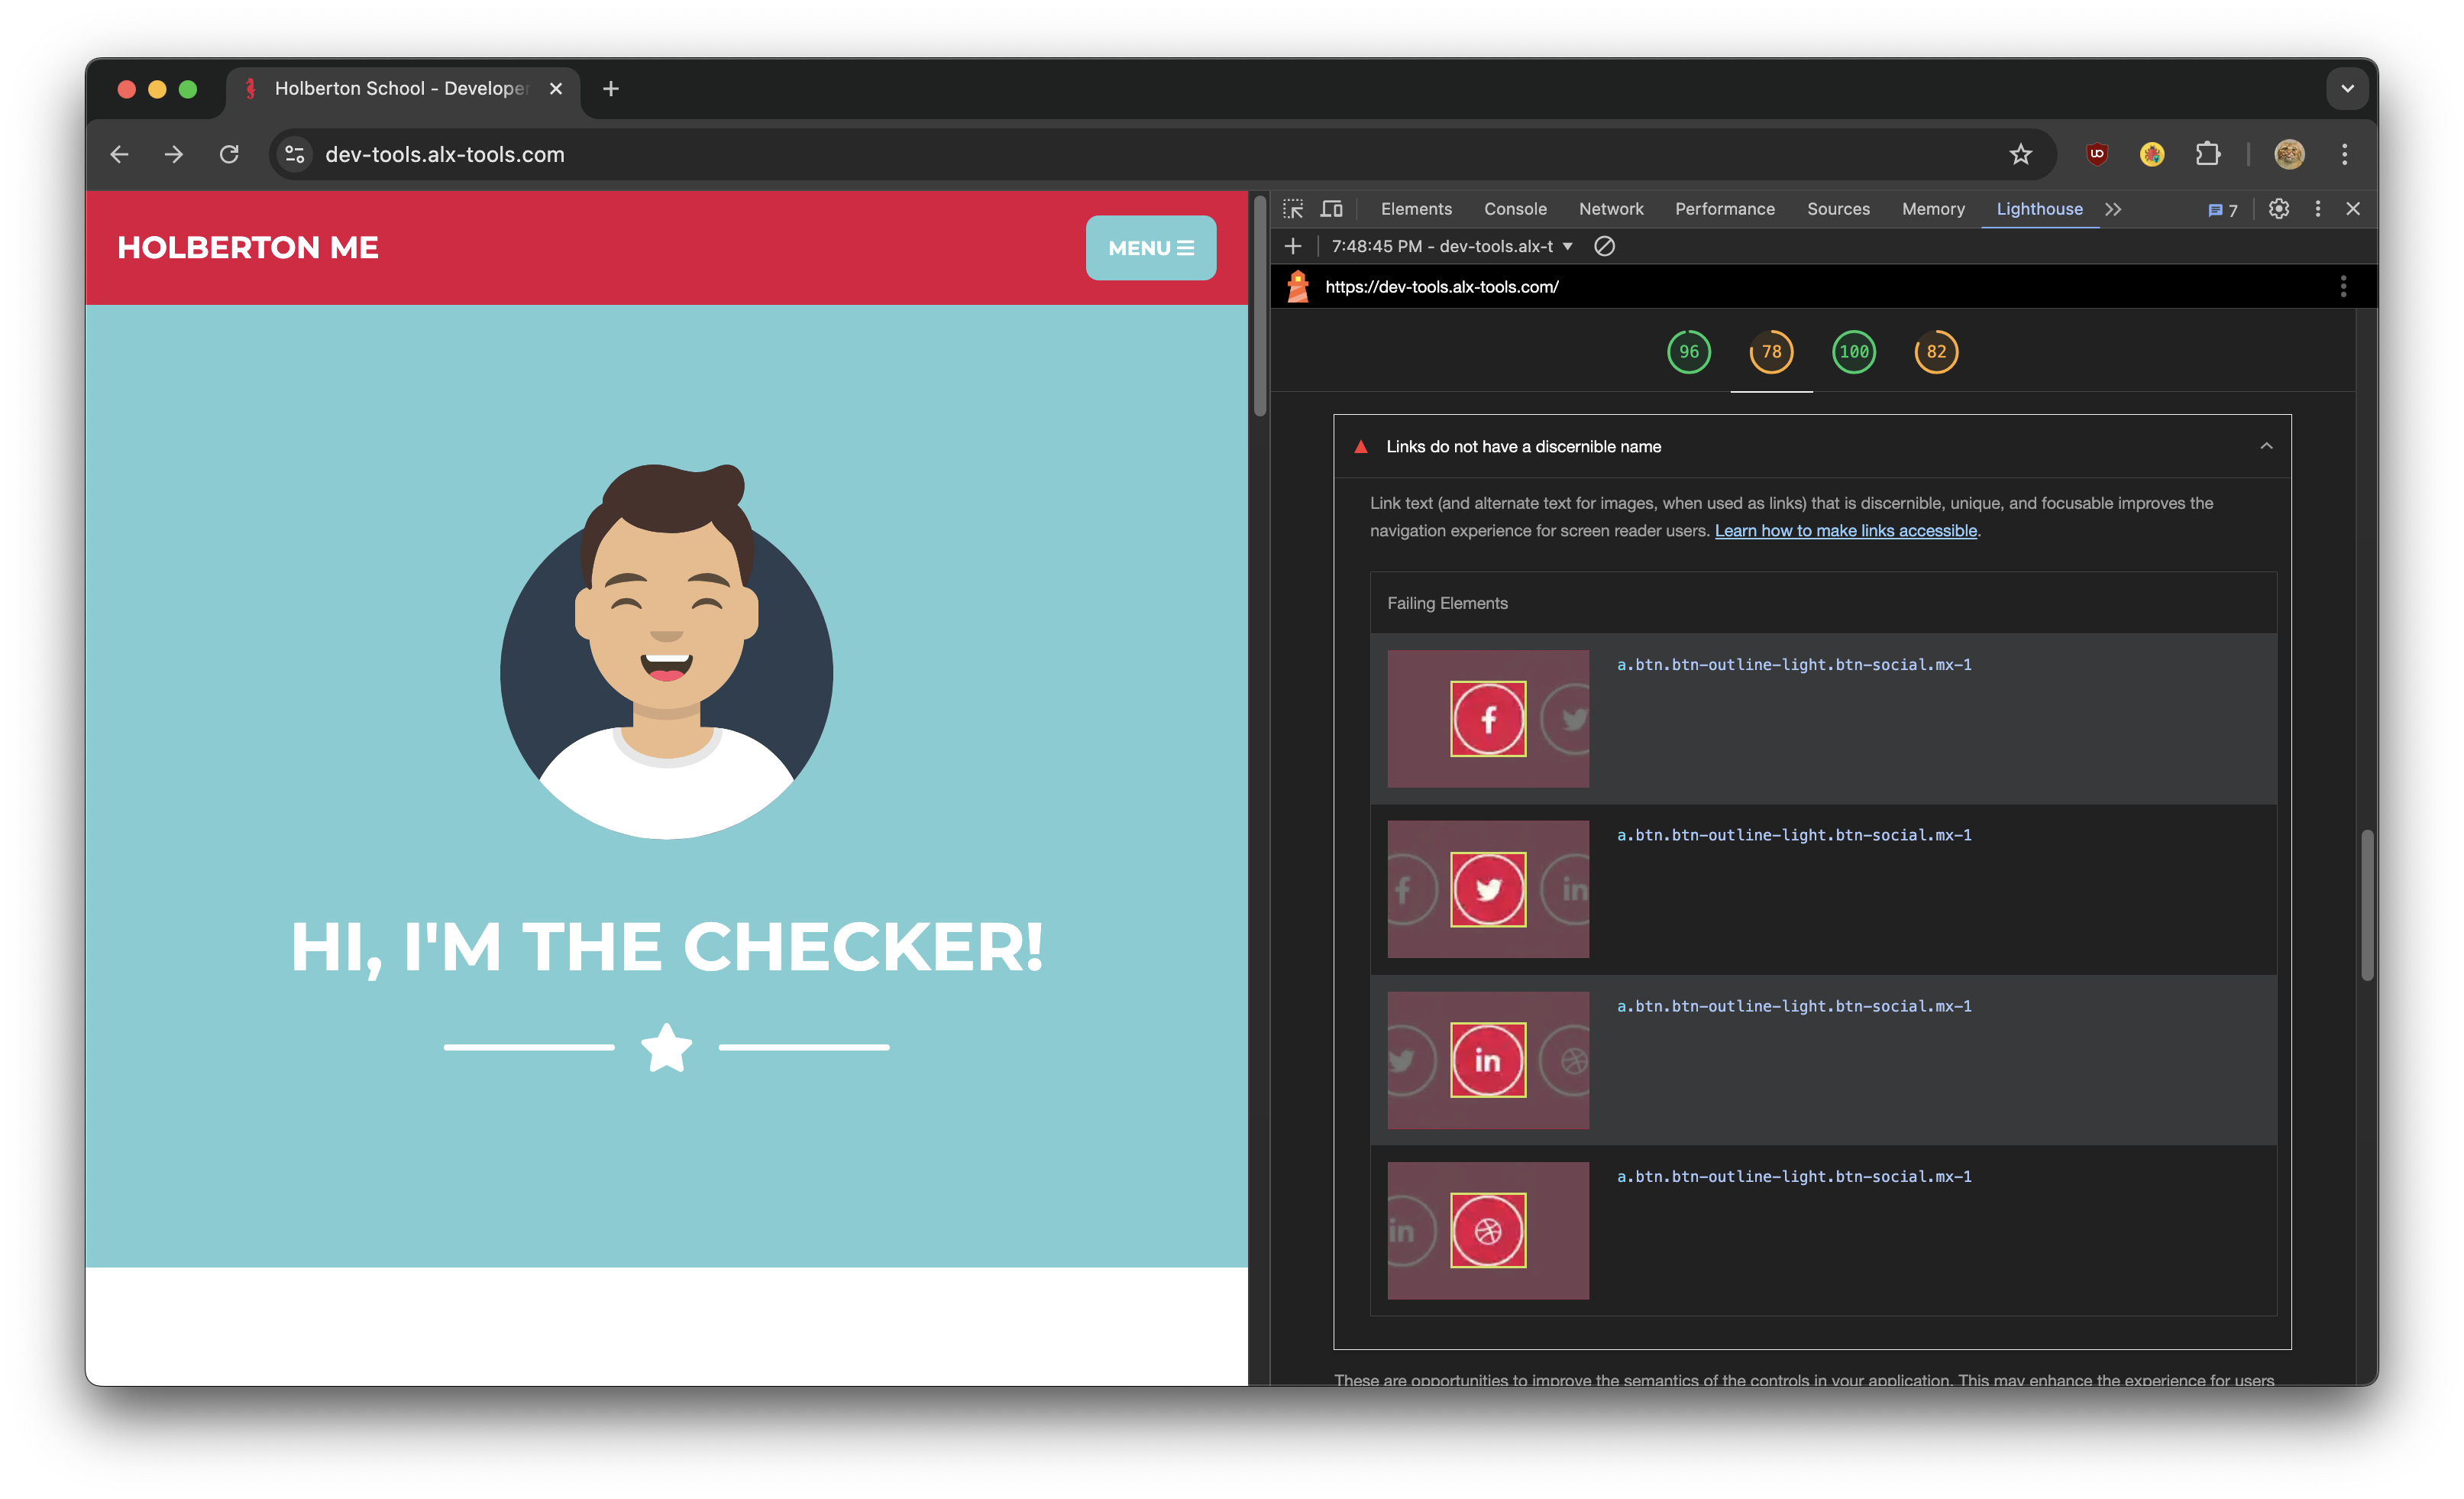 Holberton School - Develope
dev-tools.alx-tools.com
HOLBERTON ME
MENU
HI, I'M THE CHECKER!
Elements Console Network Performance Sources Memory Lighthouse 7
7:48:45 PM - dev-tools.alx-t
https://dev-tools.alx-tools.com/
96 78 100 82
Links do not have a discernible name
Link text (and alternate text for images, when used as links) that is discernible, unique, and focusable improves the
navigation experience for screen reader users. Learn how to make links accessible.
Failing Elements
a.btn.btn-outline-light.btn-social.mx-1
a.btn.btn-outline-light.btn-social.mx-1
in
a.btn.btn-outline-light.btn-social.mx-1
in
a.btn.btn-outline-light.btn-social.mx-1
in
These are opportunities to improve the semantics of the controls in your application. This may enhance the experience for users